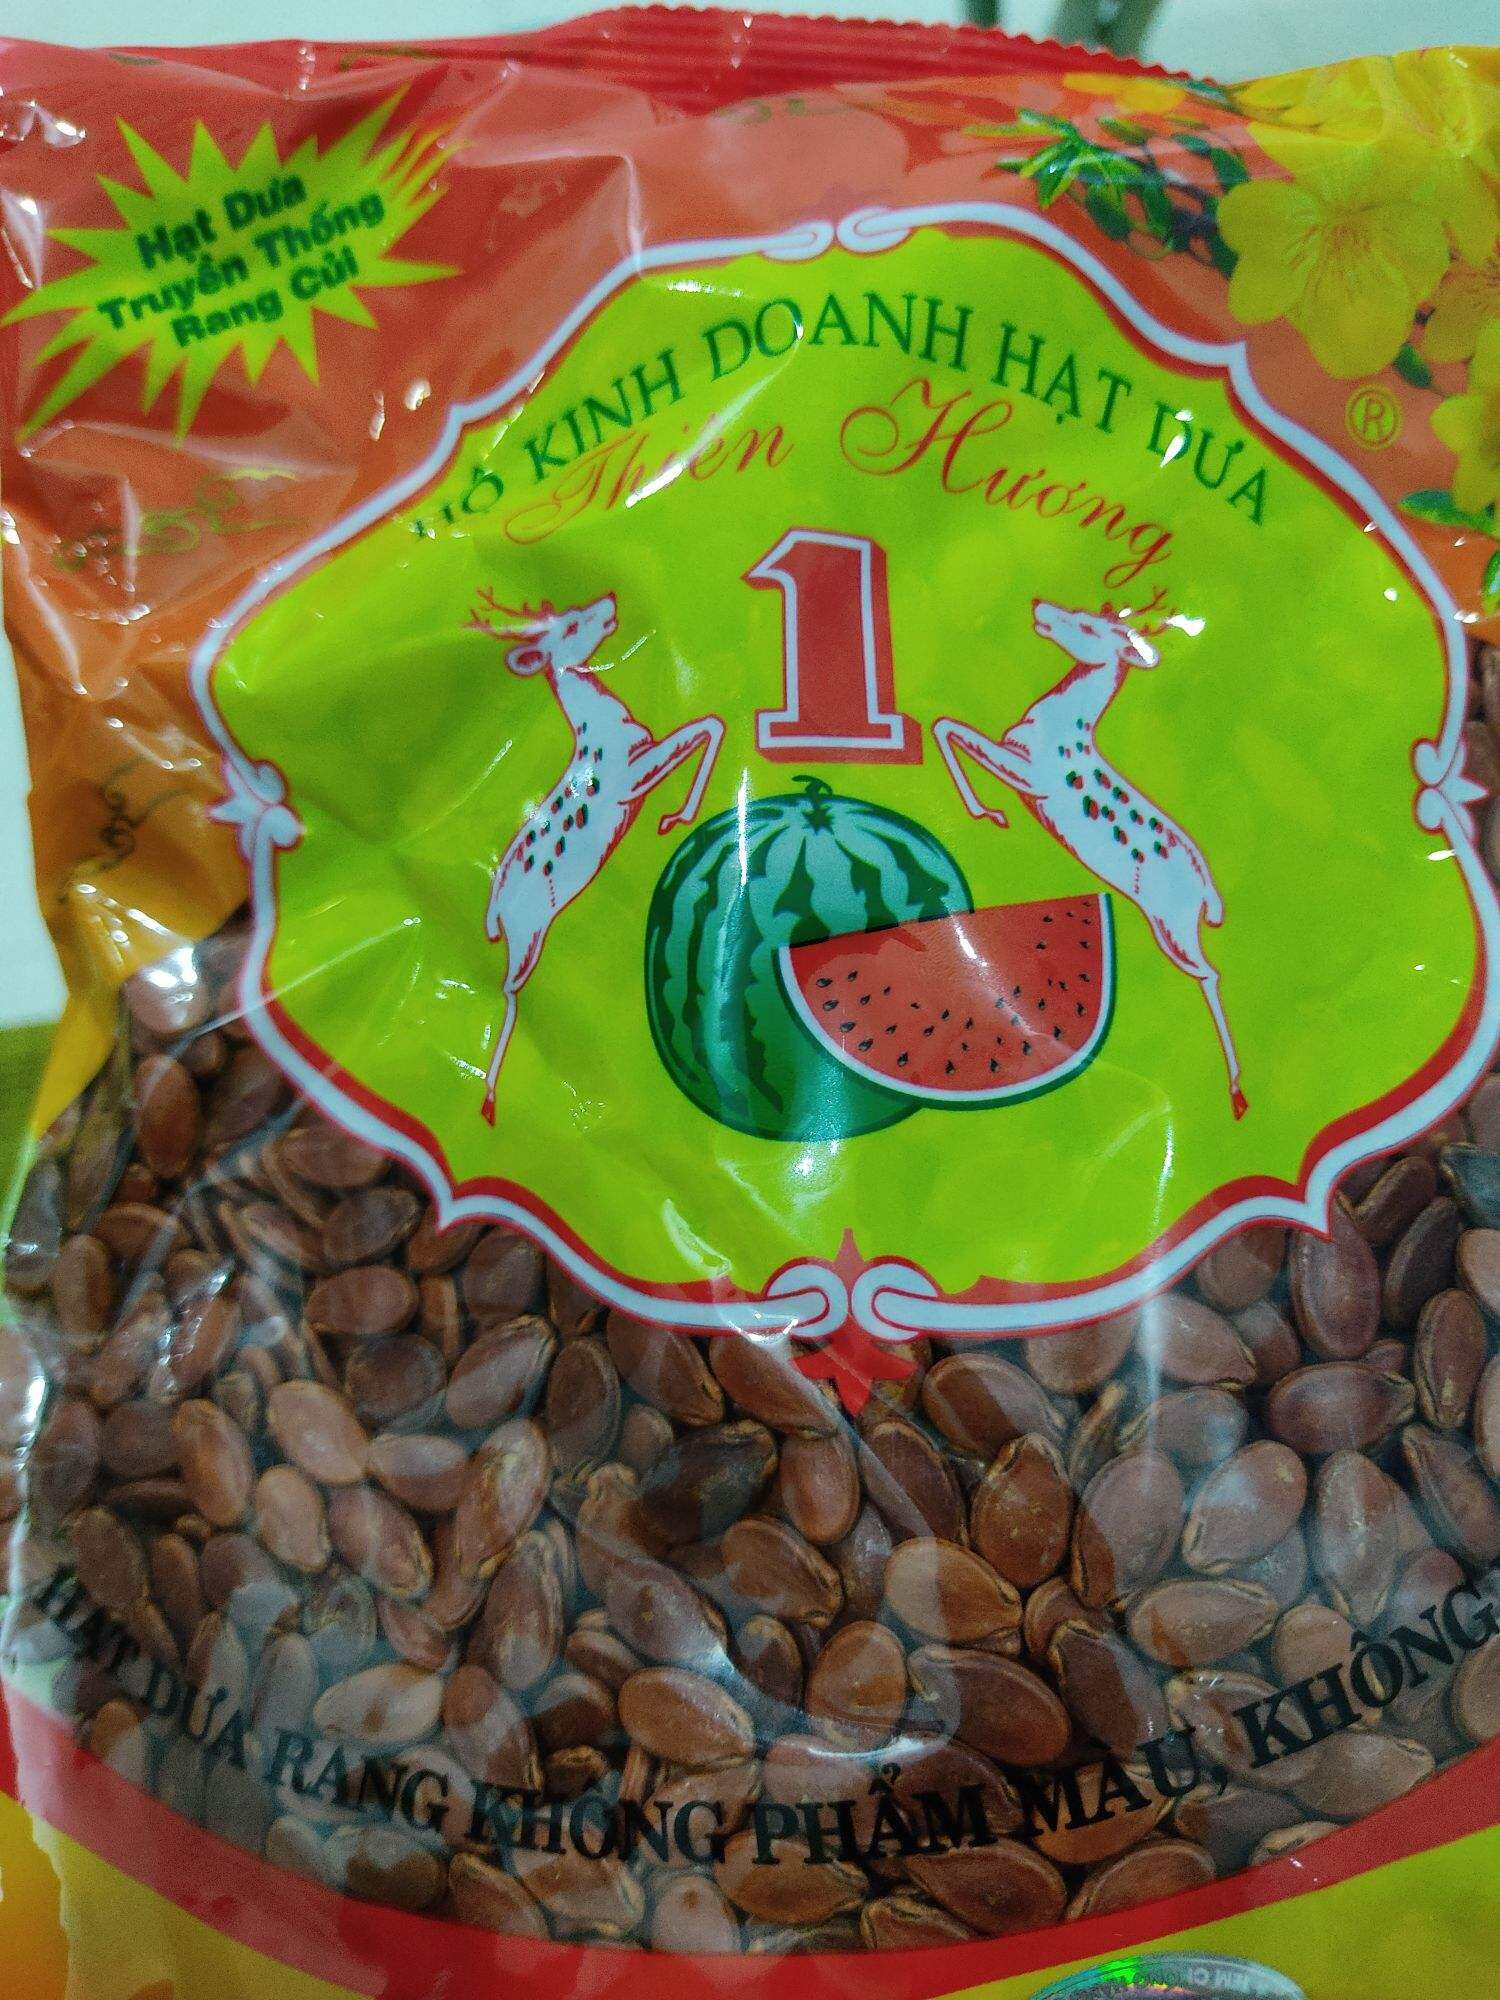 Hạt Dưa
Truyền Thống
Rang Củi
HỘ KINH DOANH HẠT DƯA
Thiên Hương
®
1
HẠT DƯA RANG KHÔNG PHẨM MÀU, KHÔNG